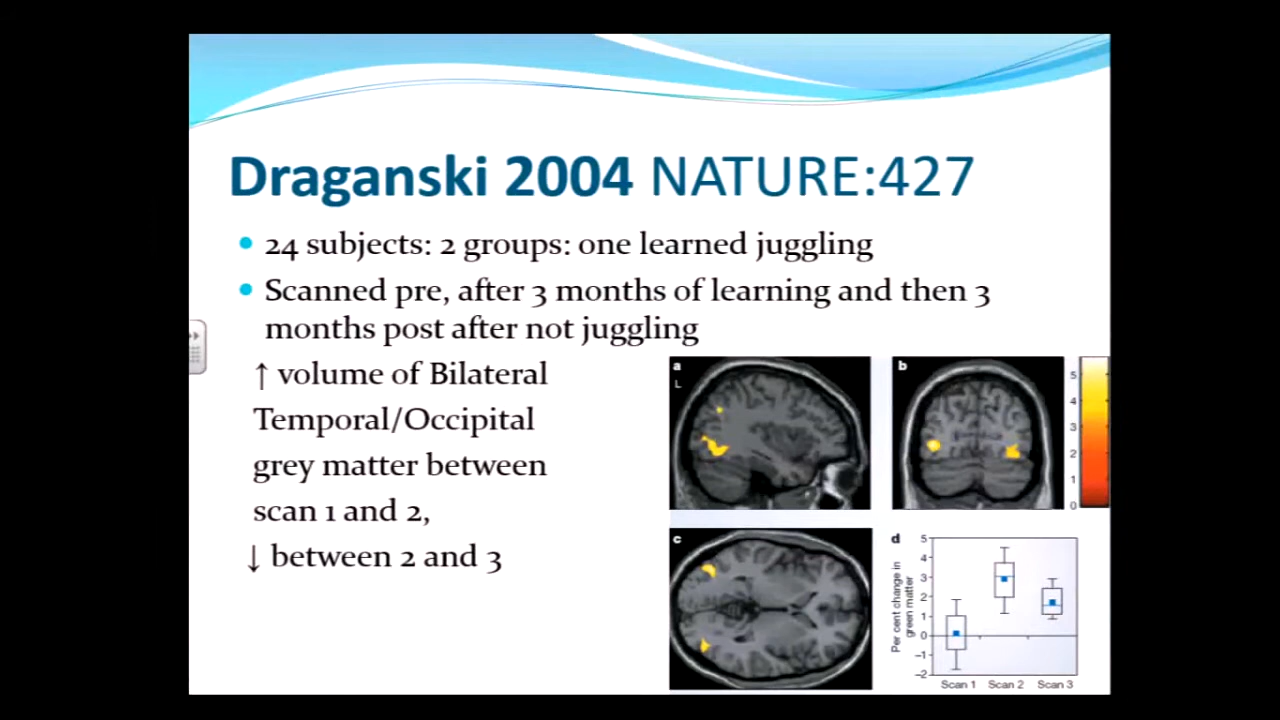 Draganski 2004 NATURE:427
• 24 subjects: 2 groups: one learned juggling
• Scanned pre, after 3 months of learning and then 3
months post after not juggling
↑ volume of Bilateral
Temporal/Occipital
grey matter between
scan 1 and 2,
↓ between 2 and 3
a
L
b
5
4
3
2
1
0
c
d
Per cent change in
green matter
5
4
3
2
1
0
−1
−2
Scan 1 Scan 2 Scan 3